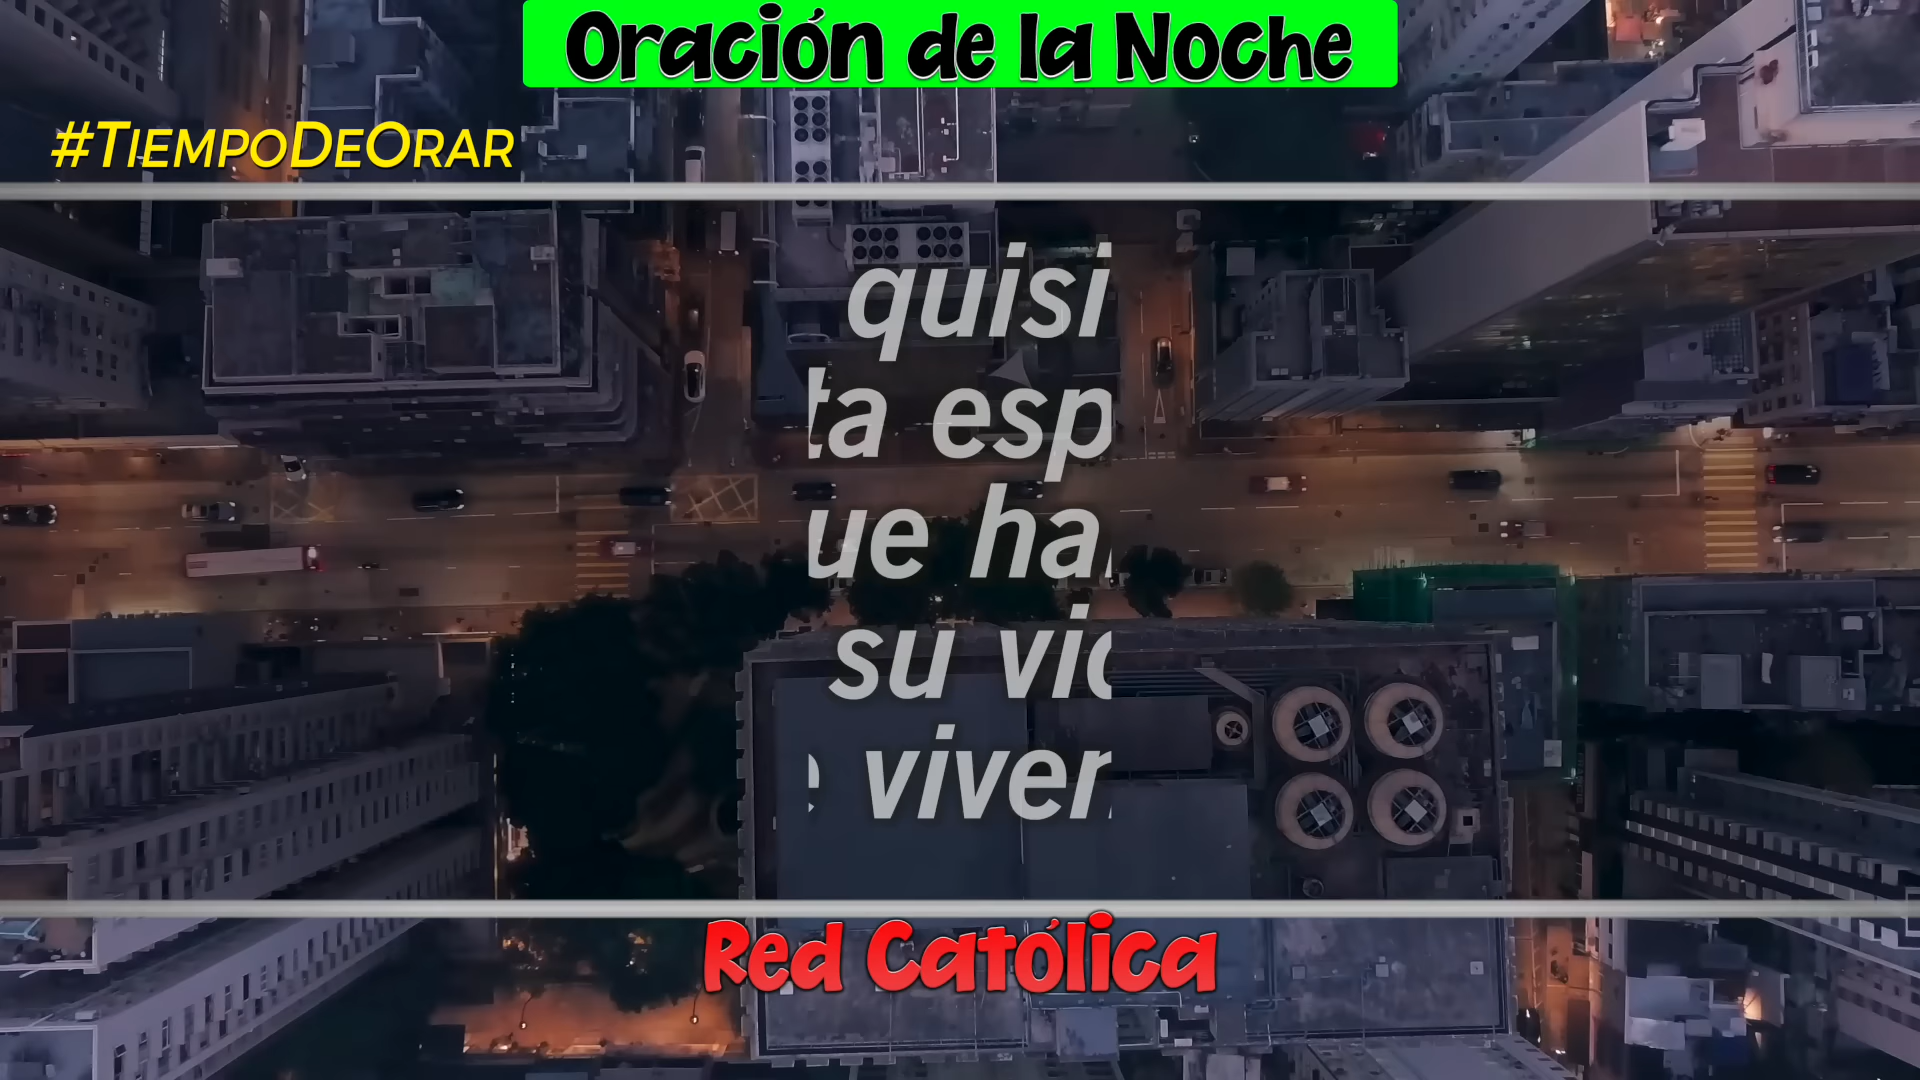 Oración de la Noche
#TIEMPODEORAR
quisi
ta esp
ue ha
su vi
viver
Red Católica